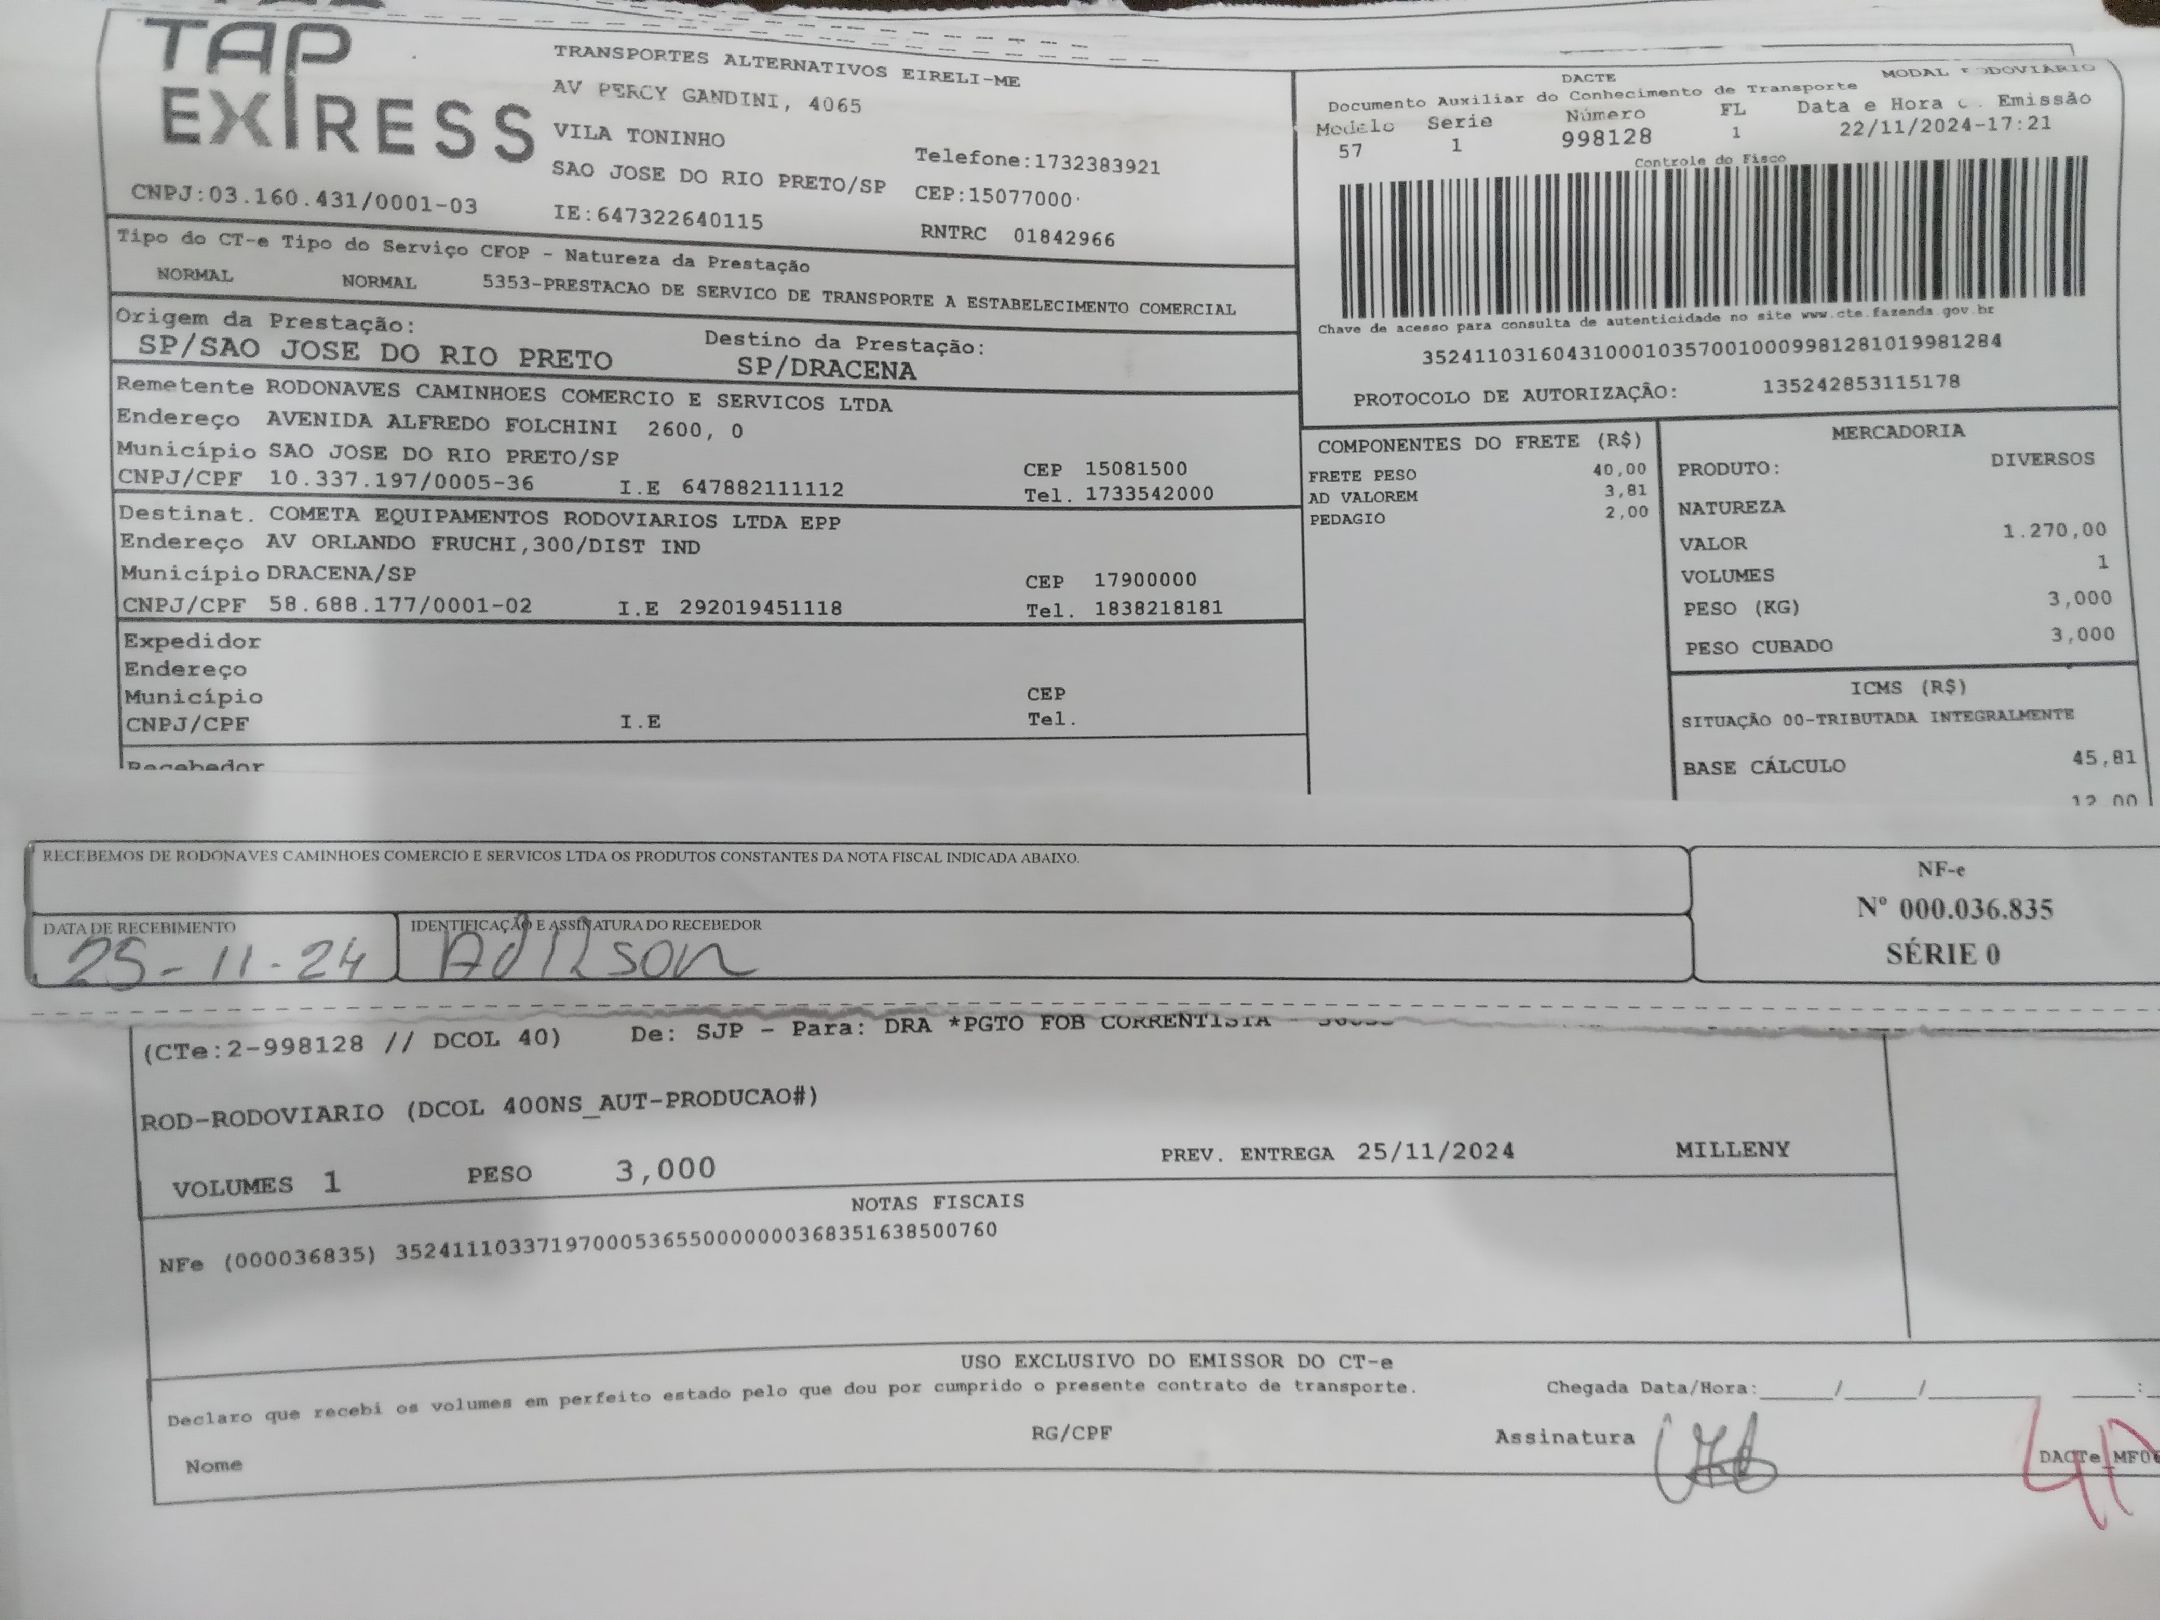 TAP
EXPRESS
CNPJ:03.160.431/0001-03
TRANSPORTES ALTERNATIVOS EIRELI-ME
AV PERCY GANDINI, 4065
VILA TONINHO
SAO JOSE DO RIO PRETO/SP
IE:647322640115
Telefone:1732383921
CEP:15077000
RNTRC 01842966
DACTE MODAL RODOVIÁRIO
Documento Auxiliar do Conhecimento de Transporte
Modelo Serie Número FL Data e Hora Emissão
57 1 998128 1 22/11/2024-17:21
Controle do Fisco
Chave de acesso para consulta de autenticidade no site www.cte.fazenda.gov.br
35241103160431000103570010009981281019981284
PROTOCOLO DE AUTORIZAÇÂO: 135242853115178
Tipo do CT-e Tipo do Serviço CFOP - Natureza da Prestação
NORMAL NORMAL 5353-PRESTACAO DE SERVICO DE TRANSPORTE A ESTABELECIMENTO COMERCIAL
Origem da Prestação: Destino da Prestação:
SP/SAO JOSE DO RIO PRETO SP/DRACENA
Remetente RODONAVES CAMINHOES COMERCIO E SERVICOS LTDA
Endereço AVENIDA ALFREDO FOLCHINI 2600, 0
Município SAO JOSE DO RIO PRETO/SP CEP 15081500
CNPJ/CPF 10.337.197/0005-36 I.E 647882111112 Tel. 1733542000
Destinat. COMETA EQUIPAMENTOS RODOVIARIOS LTDA EPP
Endereço AV ORLANDO FRUCHI,300/DIST IND
Município DRACENA/SP CEP 17900000
CNPJ/CPF 58.688.177/0001-02 I.E 292019451118 Tel. 1838218181
Expedidor
Endereço
Município CEP
CNPJ/CPF I.E Tel.
Recebedor
COMPONENTES DO FRETE (R$)
FRETE PESO 40,00
AD VALOREM 3,81
PEDAGIO 2,00
MERCADORIA
PRODUTO: DIVERSOS
NATUREZA
VALOR 1.270,00
VOLUMES 1
PESO (KG) 3,000
PESO CUBADO 3,000
ICMS (R$)
SITUAÇÃO 00-TRIBUTADA INTEGRALMENTE
BASE CÁLCULO 45,81
12,00
RECEBEMOS DE RODONAVES CAMINHOES COMERCIO E SERVICOS LTDA OS PRODUTOS CONSTANTES DA NOTA FISCAL INDICADA ABAIXO.
DATA DE RECEBIMENTO IDENTIFICAÇÃO E ASSINATURA DO RECEBEDOR
25-11-24 Adilson
NF-e
Nº 000.036.835
SÉRIE 0
(CTe:2-998128 // DCOL 40) De: SJP - Para: DRA *PGTO FOB CORRENTISTA -
ROD-RODOVIARIO (DCOL 400NS_AUT-PRODUCAO#)
VOLUMES 1 PESO 3,000 PREV. ENTREGA 25/11/2024 MILLENY
NOTAS FISCAIS
NFe (000036835) 35241110337197000536550000000368351638500760
USO EXCLUSIVO DO EMISSOR DO CT-e
Declaro que recebi os volumes em perfeito estado pelo que dou por cumprido o presente contrato de transporte. Chegada Data/Hora:_____/_____/_______ ____:
Nome RG/CPF Assinatura